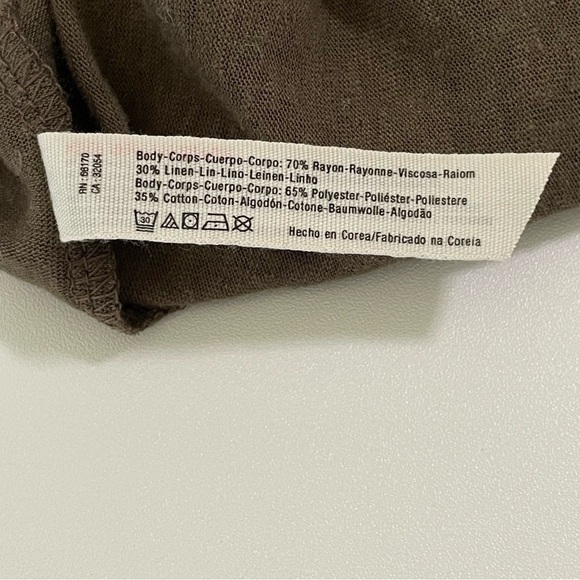 RN : 66170
CA : 32054
Body-Corps-Cuerpo-Corpo: 70% Rayon-Rayonne-Viscosa-Raiom
30% Linen-Lin-Lino-Leinen-Linho
Body-Corps-Cuerpo-Corpo: 65% Polyester-Poliéster-Poliestere
35% Cotton-Coton-Algodón-Cotone-Baumwolle-Algodão
30
Hecho en Corea/Fabricado na Coreia